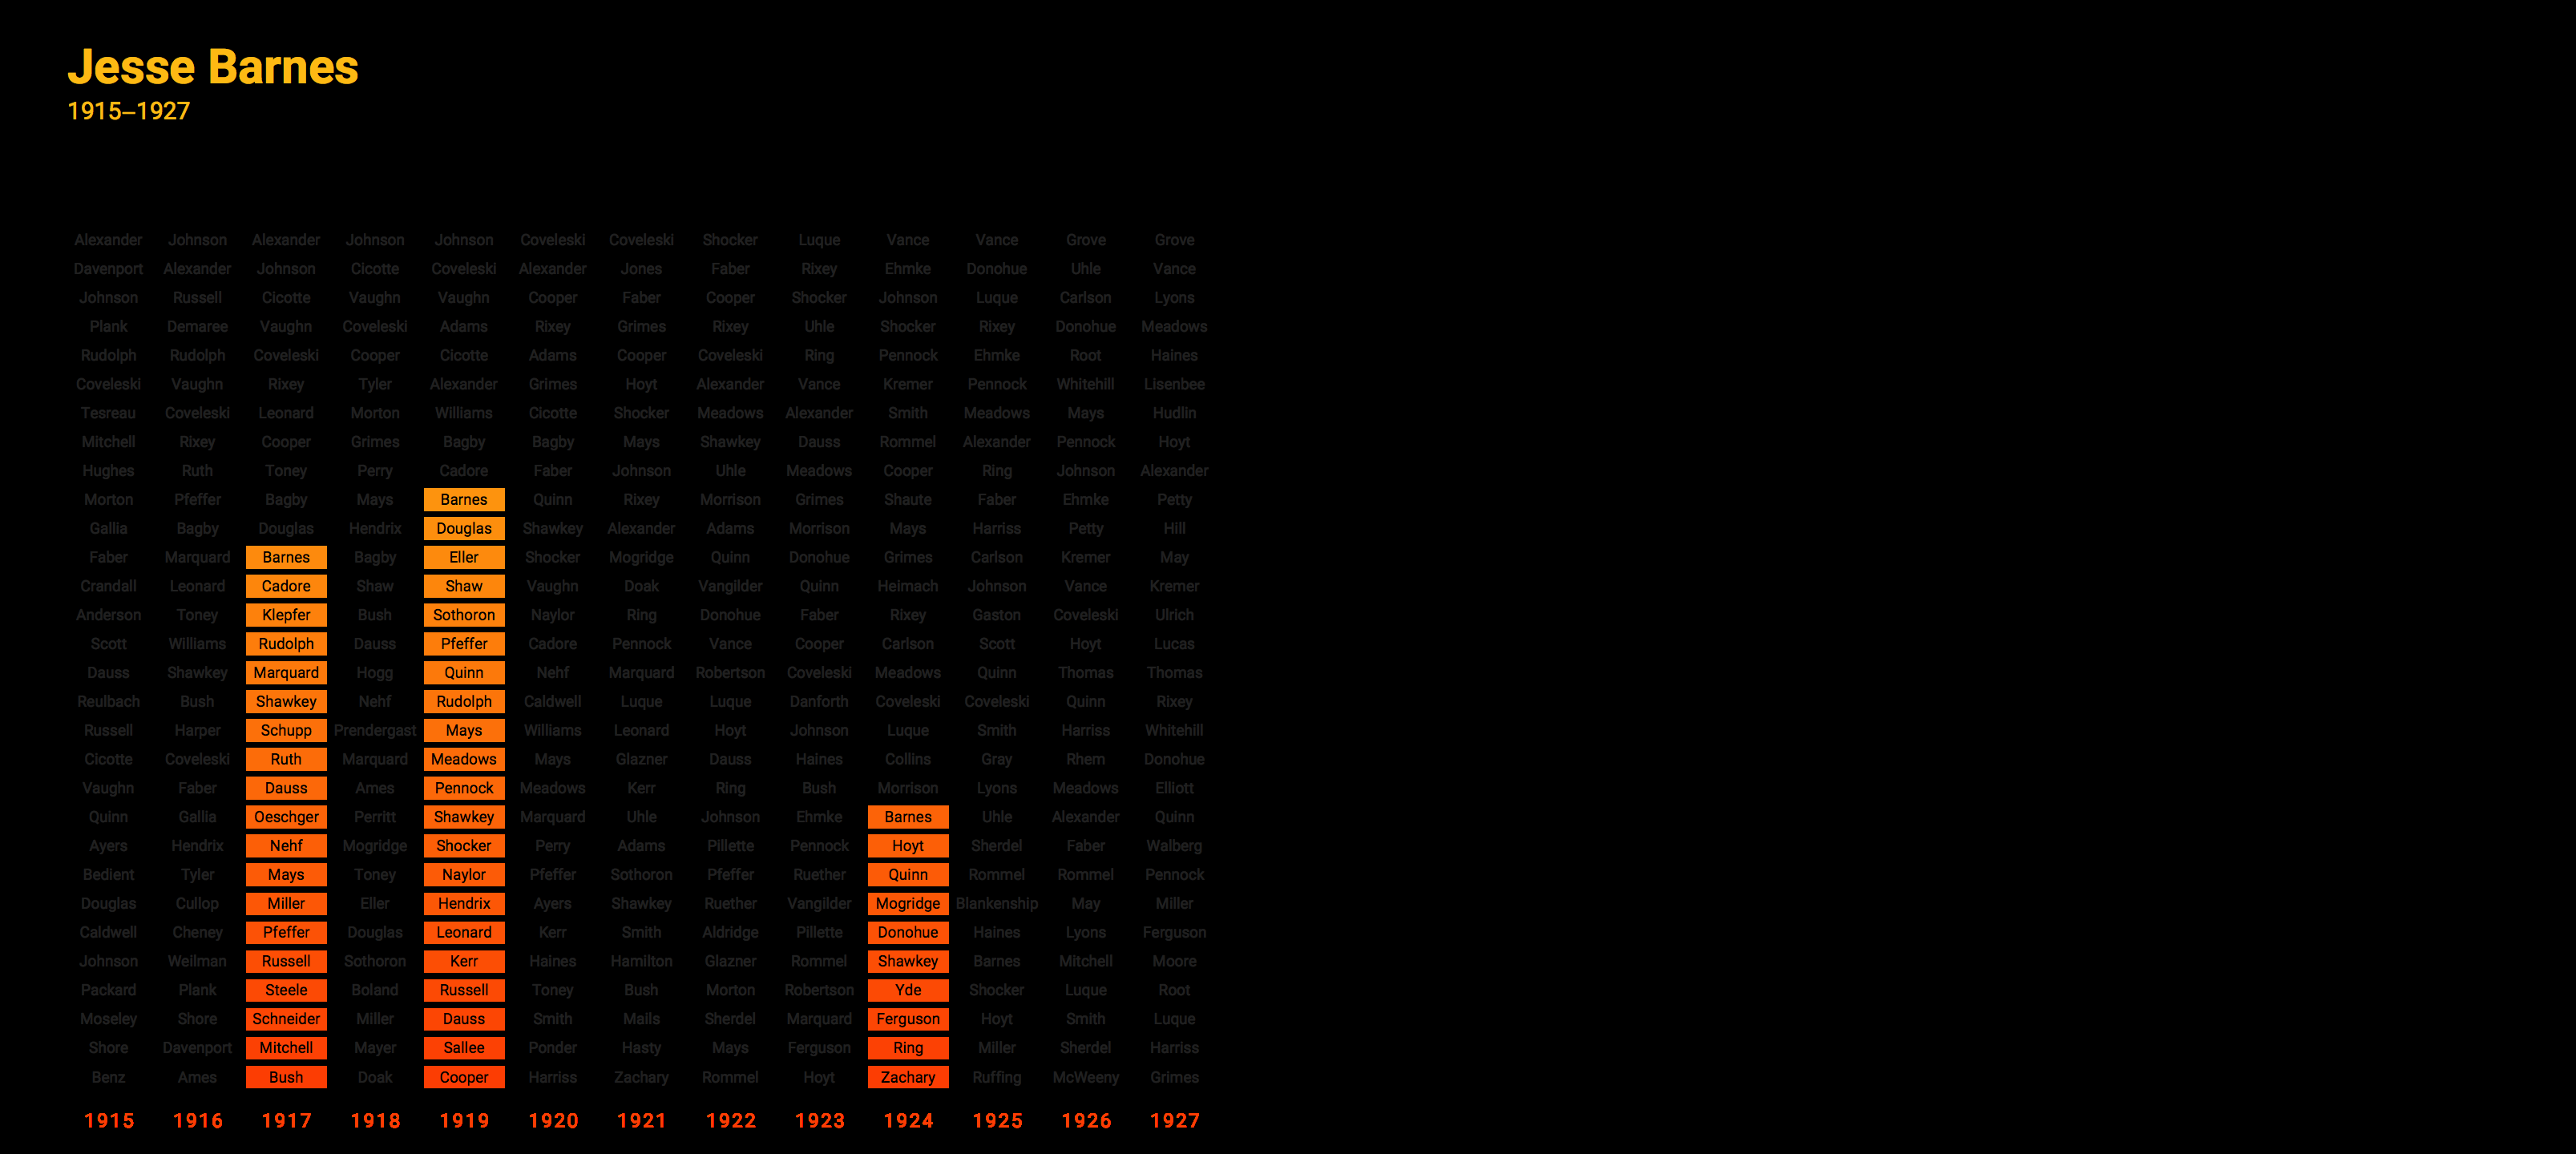 Jesse Barnes
1915–1927
Alexander Johnson Alexander Johnson Johnson Coveleski Coveleski Shocker Luque Vance Vance Grove Grove
Davenport Alexander Johnson Cicotte Coveleski Alexander Jones Faber Rixey Ehmke Donohue Uhle Vance
Johnson Russell Cicotte Vaughn Vaughn Cooper Faber Cooper Shocker Johnson Luque Carlson Lyons
Plank Demaree Vaughn Coveleski Adams Rixey Grimes Rixey Uhle Shocker Rixey Donohue Meadows
Rudolph Rudolph Coveleski Cooper Cicotte Adams Cooper Coveleski Ring Pennock Ehmke Root Haines
Coveleski Vaughn Rixey Tyler Alexander Grimes Hoyt Alexander Vance Kremer Pennock Whitehill Lisenbee
Tesreau Coveleski Leonard Morton Williams Cicotte Shocker Meadows Alexander Smith Meadows Mays Hudlin
Mitchell Rixey Cooper Grimes Bagby Bagby Mays Shawkey Dauss Rommel Alexander Pennock Hoyt
Hughes Ruth Toney Perry Cadore Faber Johnson Uhle Meadows Cooper Ring Johnson Alexander
Morton Pfeffer Bagby Mays Barnes Quinn Rixey Morrison Grimes Shaute Faber Ehmke Petty
Gallia Bagby Douglas Hendrix Douglas Shawkey Alexander Adams Morrison Mays Harriss Petty Hill
Faber Marquard Barnes Bagby Eller Shocker Mogridge Quinn Donohue Grimes Carlson Kremer May
Crandall Leonard Cadore Shaw Shaw Vaughn Doak Vangilder Quinn Heimach Johnson Vance Kremer
Anderson Toney Klepfer Bush Sothoron Naylor Ring Donohue Faber Rixey Gaston Coveleski Ulrich
Scott Williams Rudolph Dauss Pfeffer Cadore Pennock Vance Cooper Carlson Scott Hoyt Lucas
Dauss Shawkey Marquard Hogg Quinn Nehf Marquard Robertson Coveleski Meadows Quinn Thomas Thomas
Reulbach Bush Shawkey Nehf Rudolph Caldwell Luque Luque Danforth Coveleski Coveleski Quinn Rixey
Russell Harper Schupp Prendergast Mays Williams Leonard Hoyt Johnson Luque Smith Harriss Whitehill
Cicotte Coveleski Ruth Marquard Meadows Mays Glazner Dauss Haines Collins Gray Rhem Donohue
Vaughn Faber Dauss Ames Pennock Meadows Kerr Ring Bush Morrison Lyons Meadows Elliott
Quinn Gallia Oeschger Perritt Shawkey Marquard Uhle Johnson Ehmke Barnes Uhle Alexander Quinn
Ayers Hendrix Nehf Mogridge Shocker Perry Adams Pillette Pennock Hoyt Sherdel Faber Walberg
Bedient Tyler Mays Toney Naylor Pfeffer Sothoron Pfeffer Ruether Quinn Rommel Rommel Pennock
Douglas Cullop Miller Eller Hendrix Ayers Shawkey Ruether Vangilder Mogridge Blankenship May Miller
Caldwell Cheney Pfeffer Douglas Leonard Kerr Smith Aldridge Pillette Donohue Haines Lyons Ferguson
Johnson Weilman Russell Sothoron Kerr Haines Hamilton Glazner Rommel Shawkey Barnes Mitchell Moore
Packard Plank Steele Boland Russell Toney Bush Morton Robertson Yde Shocker Luque Root
Moseley Shore Schneider Miller Dauss Smith Mails Sherdel Marquard Ferguson Hoyt Smith Luque
Shore Davenport Mitchell Mayer Sallee Ponder Hasty Mays Ferguson Ring Miller Sherdel Harriss
Benz Ames Bush Doak Cooper Harriss Zachary Rommel Hoyt Zachary Ruffing McWeeny Grimes
1915 1916 1917 1918 1919 1920 1921 1922 1923 1924 1925 1926 1927